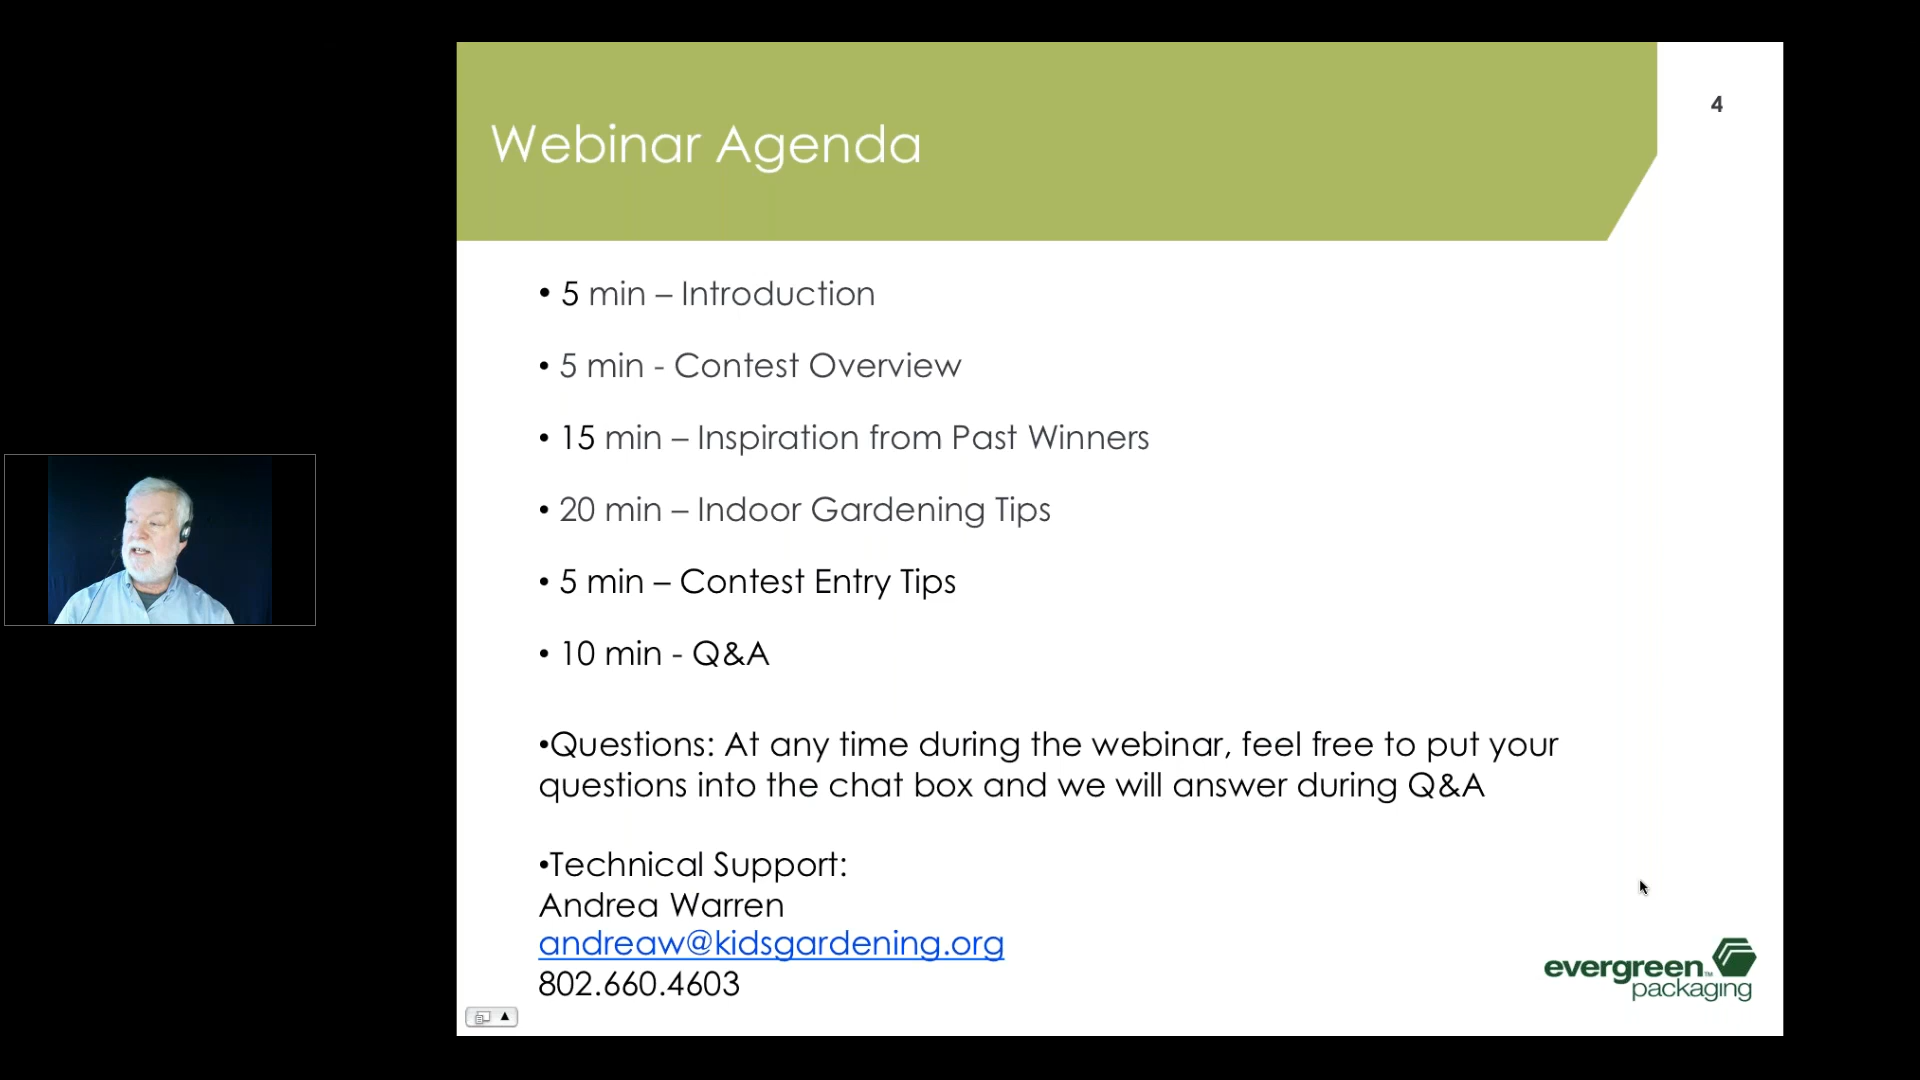 Webinar Agenda
4
• 5 min – Introduction
• 5 min - Contest Overview
• 15 min – Inspiration from Past Winners
• 20 min – Indoor Gardening Tips
• 5 min – Contest Entry Tips
• 10 min - Q&A
•Questions: At any time during the webinar, feel free to put your
questions into the chat box and we will answer during Q&A
•Technical Support:
Andrea Warren
andreaw@kidsgardening.org
802.660.4603
evergreen™
packaging